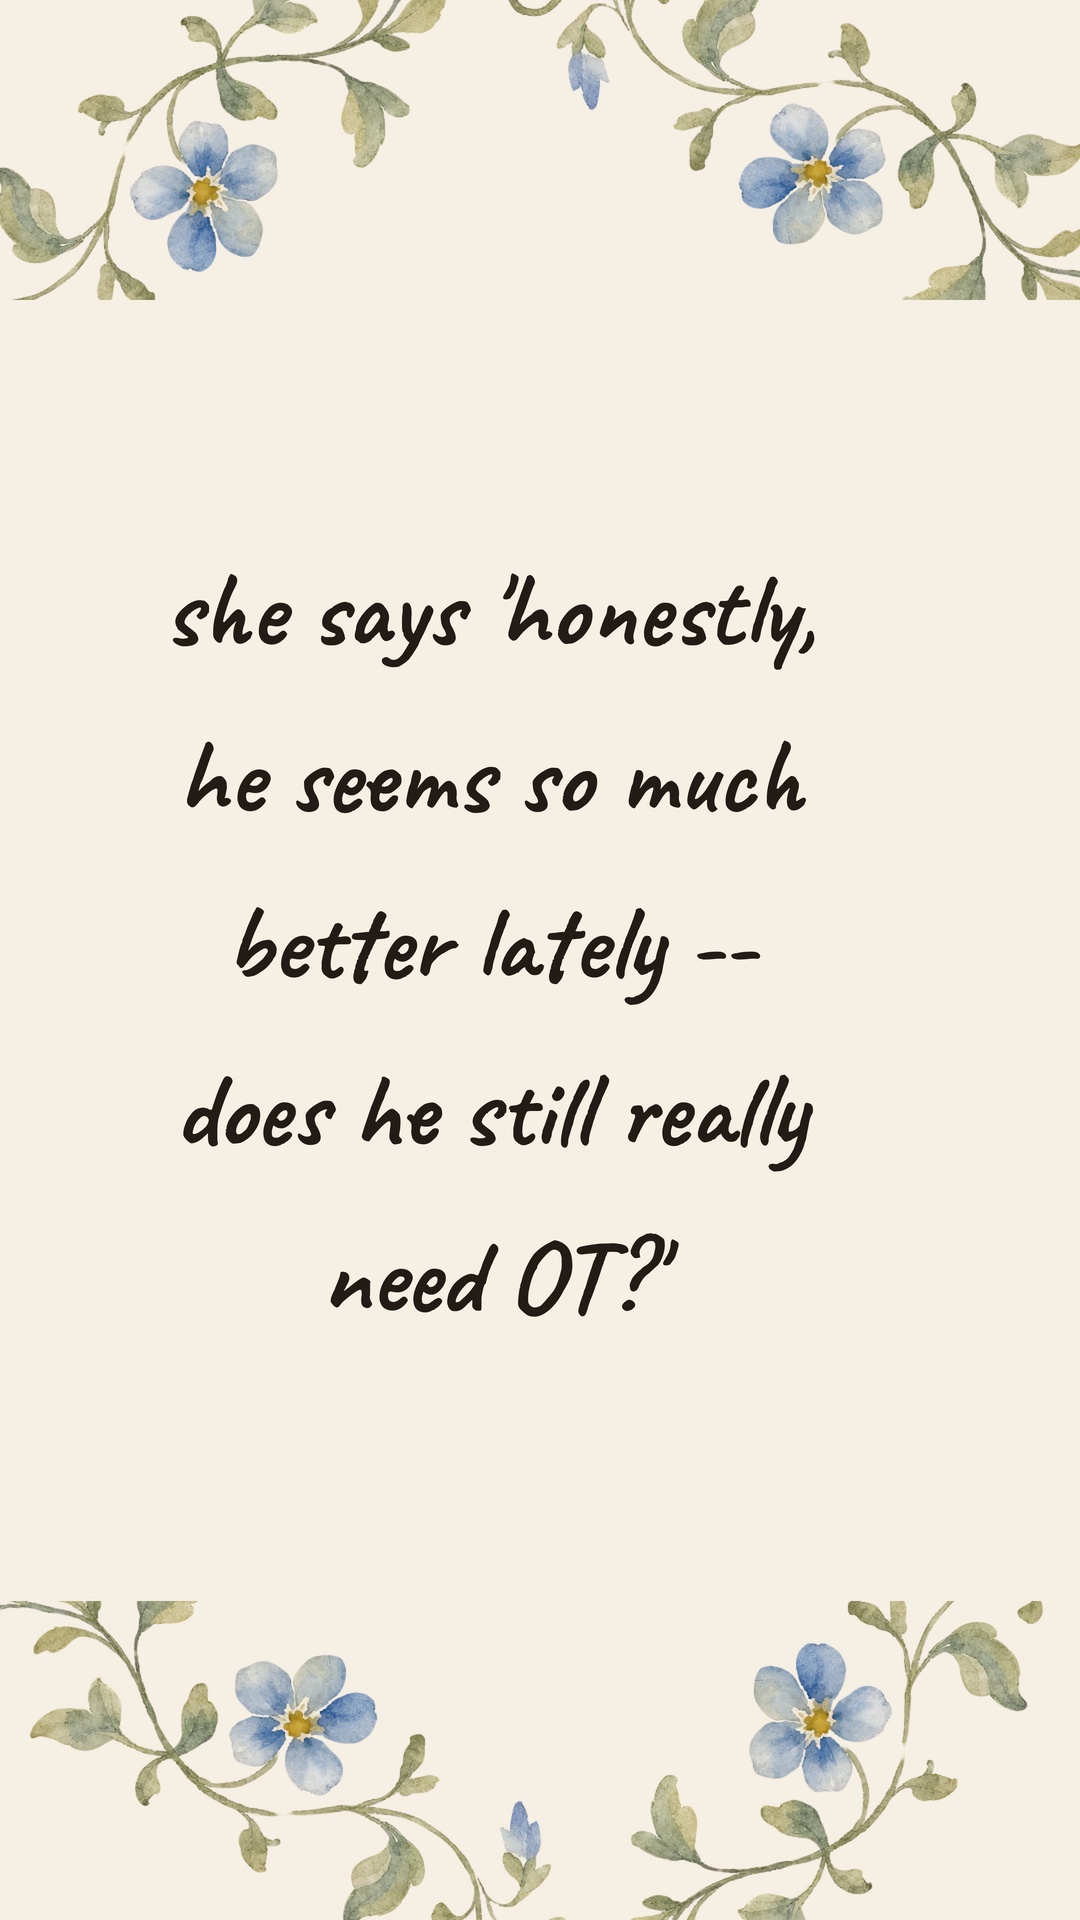 she says 'honestly,
he seems so much
better lately --
does he still really
need OT?'